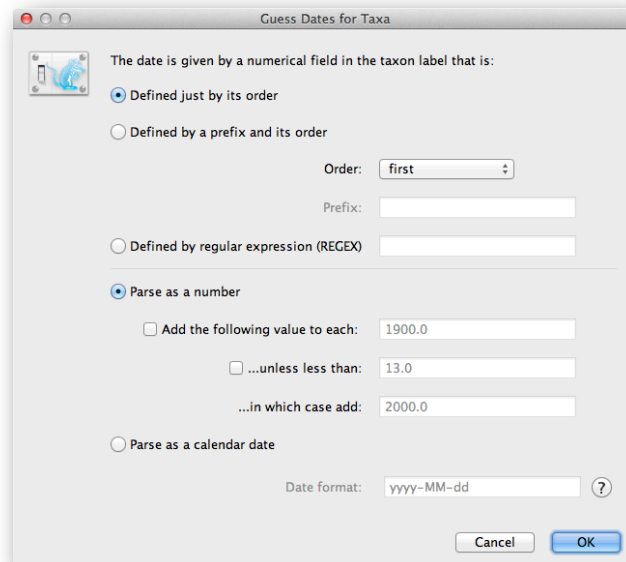 Guess Dates for Taxa
The date is given by a numerical field in the taxon label that is:
Defined just by its order
Defined by a prefix and its order
Order: first
Prefix:
Defined by regular expression (REGEX)
Parse as a number
Add the following value to each: 1900.0
...unless less than: 13.0
...in which case add: 2000.0
Parse as a calendar date
Date format: yyyy-MM-dd ?
Cancel OK